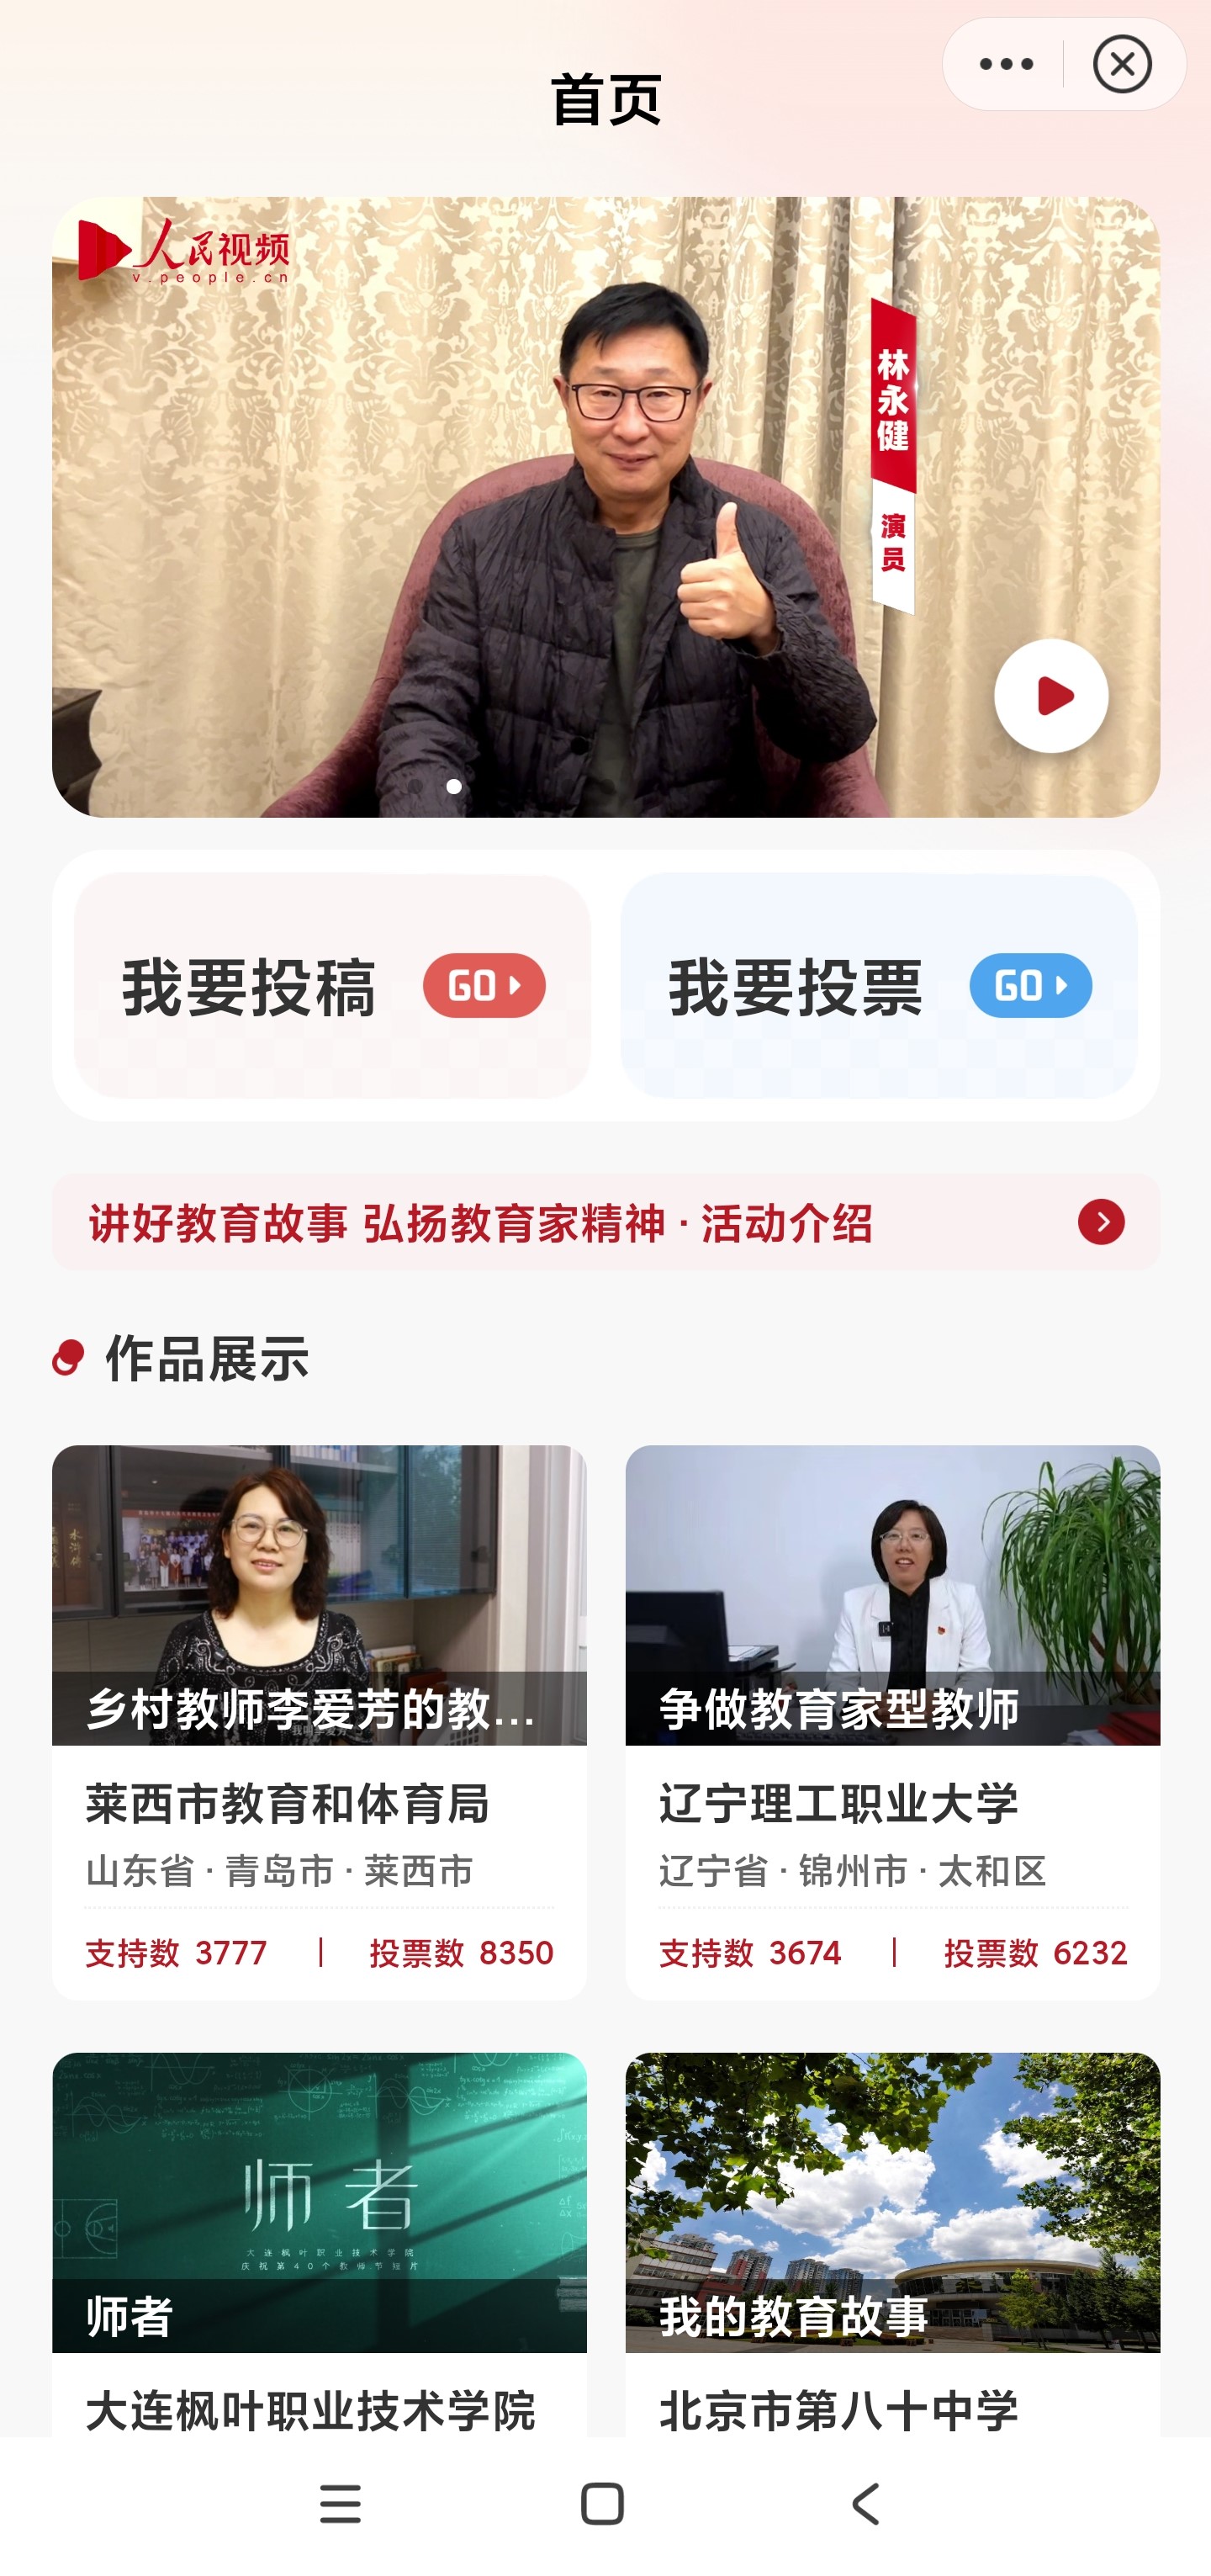 首页
人民视频
v.people.cn
林永健
演员
我要投稿 GO
我要投票 GO
讲好教育故事 弘扬教育家精神 · 活动介绍
作品展示
水浒传
乡村教师李爱芳的教...
莱西市教育和体育局
山东省 · 青岛市 · 莱西市
支持数 3777 | 投票数 8350
争做教育家型教师
辽宁理工职业大学
辽宁省 · 锦州市 · 太和区
支持数 3674 | 投票数 6232
师者
大连枫叶职业技术学院
庆祝第40个教师节短片
师者
大连枫叶职业技术学院
我的教育故事
北京市第八十中学